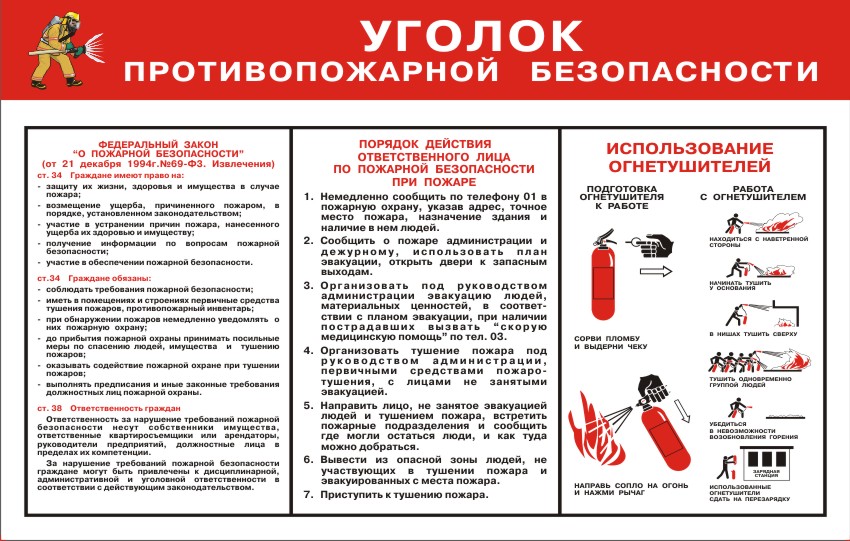 УГОЛОК
ПРОТИВОПОЖАРНОЙ БЕЗОПАСНОСТИ
ФЕДЕРАЛЬНЫЙ ЗАКОН
“О ПОЖАРНОЙ БЕЗОПАСНОСТИ”
(от 21 декабря 1994г.№69-ФЗ. Извлечения)
ст. 34 Граждане имеют право на:
- защиту их жизни, здоровья и имущества в случае
пожара;
- возмещение ущерба, причиненного пожаром, в
порядке, установленном законодательством;
- участие в устранении причин пожара, нанесенного
ущерба их здоровью и имуществу;
- получение информации по вопросам пожарной
безопасности;
- участие в обеспечении пожарной безопасности.
ст.34 Граждане обязаны:
- соблюдать требования пожарной безопасности;
- иметь в помещениях и строениях первичные средства
тушения пожаров, противопожарный инвентарь;
- при обнаружении пожаров немедленно уведомлять о
них пожарную охрану;
- до прибытия пожарной охраны принимать посильные
меры по спасению людей, имущества и тушению
пожаров;
- оказывать содействие пожарной охране при тушении
пожаров;
- выполнять предписания и иные законные требования
должностных лиц пожарной охраны.
ст. 38 Ответственность граждан
Ответственность за нарушение требований пожарной
безопасности несут собственники имущества,
ответственные квартиросъемщики или арендаторы,
руководители предприятий, должностные лица в
пределах их компетенции.
За нарушение требований пожарной безопасности
граждане могут быть привлечены к дисциплинарной,
административной и уголовной ответственности в
соответствии с действующим законодательством.
ПОРЯДОК ДЕЙСТВИЯ
ОТВЕТСТВЕННОГО ЛИЦА
ПО ПОЖАРНОЙ БЕЗОПАСНОСТИ
ПРИ ПОЖАРЕ
1. Немедленно сообщить по телефону 01 в
пожарную охрану, указав адрес, точное
место пожара, назначение здания и
наличие в нем людей.
2. Сообщить о пожаре администрации и
дежурному, использовать план
эвакуации, открыть двери к запасным
выходам.
3. Организовать под руководством
администрации эвакуацию людей,
материальных ценностей, в соответ-
ствии с планом эвакуации, при наличии
пострадавших вызвать “скорую
медицинскую помощь” по тел. 03.
4. Организовать тушение пожара под
руководством администрации,
первичными средствами пожаро-
тушения, с лицами не занятыми
эвакуацией.
5. Направить лицо, не занятое эвакуацией
людей и тушением пожара, встретить
пожарные подразделения и сообщить
где могли остаться люди, и как туда
можно добраться.
6. Вывести из опасной зоны людей, не
участвующих в тушении пожара и
эвакуированных с места пожара.
7. Приступить к тушению пожара.
ИСПОЛЬЗОВАНИЕ
ОГНЕТУШИТЕЛЕЙ
ПОДГОТОВКА
ОГНЕТУШИТЕЛЯ
К РАБОТЕ
СОРВИ ПЛОМБУ
И ВЫДЕРНИ ЧЕКУ
НАПРАВЬ СОПЛО НА ОГОНЬ
И НАЖМИ РЫЧАГ
РАБОТА
С ОГНЕТУШИТЕЛЕМ
НАХОДИТЬСЯ С НАВЕТРЕННОЙ
СТОРОНЫ
НАЧИНАТЬ ТУШИТЬ
У ОСНОВАНИЯ
В НИШАХ ТУШИТЬ СВЕРХУ
ТУШИТЬ ОДНОВРЕМЕННО
ГРУППОЙ ЛЮДЕЙ
УБЕДИТЬСЯ
В НЕВОЗМОЖНОСТИ
ВОЗОБНОВЛЕНИЯ ГОРЕНИЯ
ЗАРЯДНАЯ
СТАНЦИЯ
ИСПОЛЬЗОВАННЫЕ
ОГНЕТУШИТЕЛИ
СДАТЬ НА ПЕРЕЗАРЯДКУ